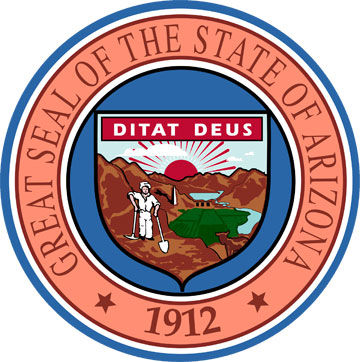 GREAT SEAL OF THE STATE OF ARIZONA
DITAT DEUS
1912